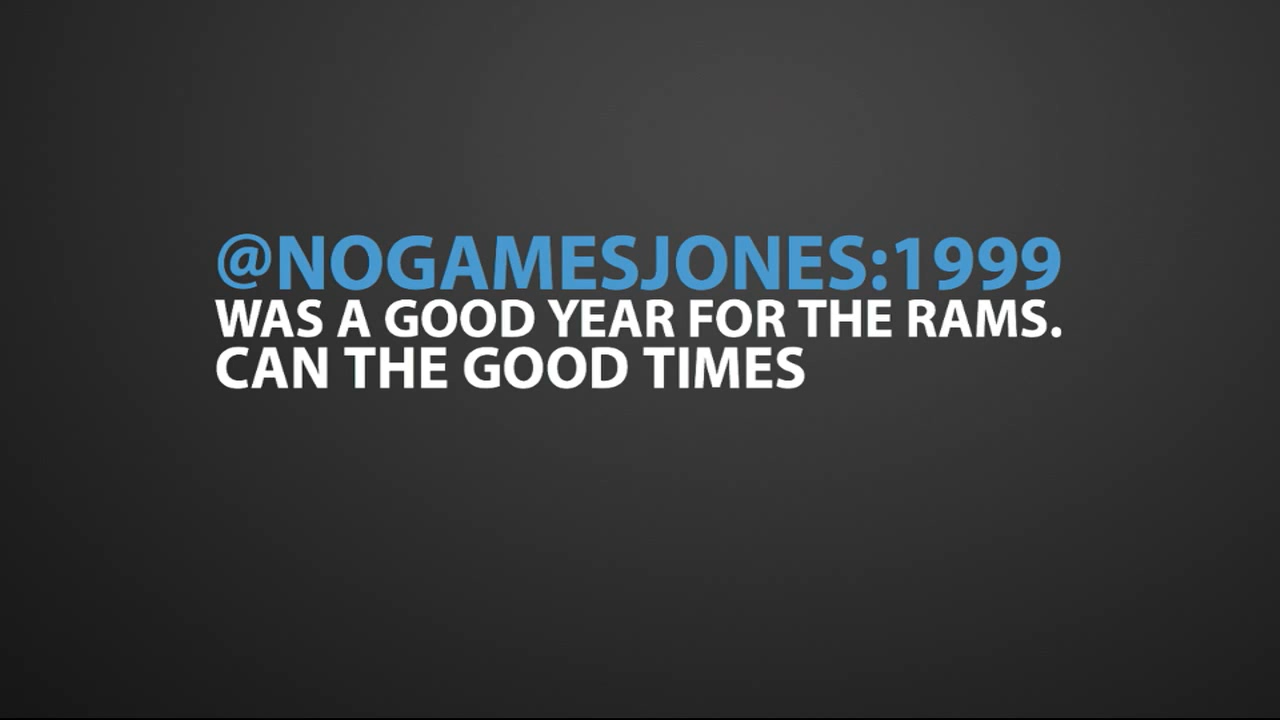 @NOGAMESJONES:1999
WAS A GOOD YEAR FOR THE RAMS.
CAN THE GOOD TIMES